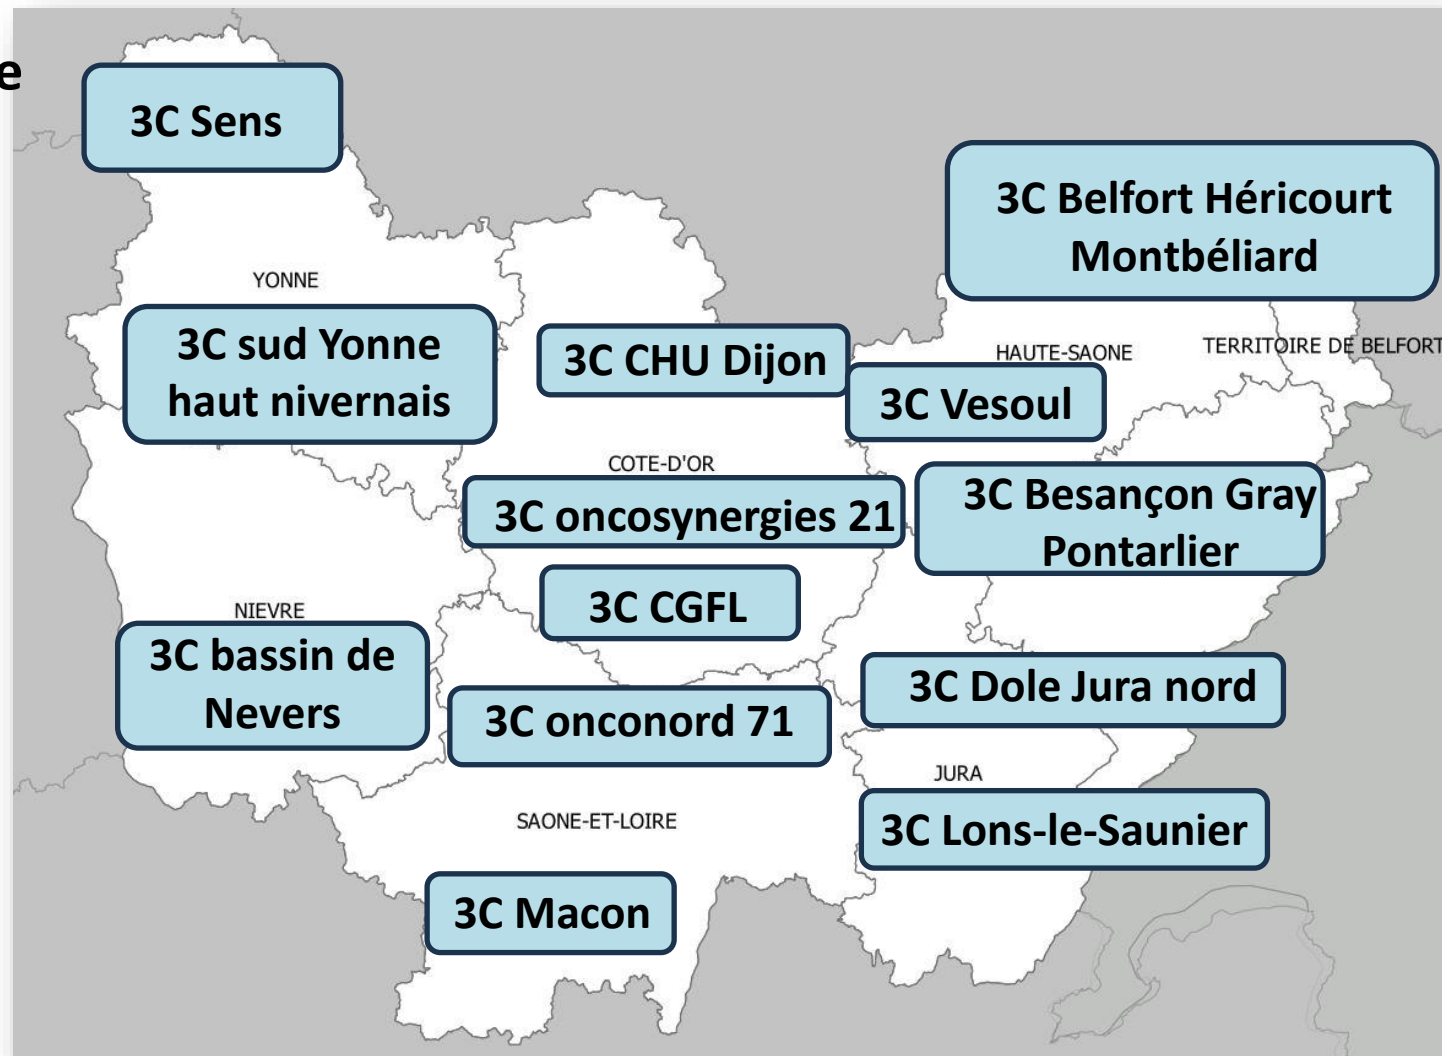 e
3C Sens
3C Belfort Héricourt
Montbéliard
YONNE
3C sud Yonne
haut nivernais
3C CHU Dijon
HAUTE-SAONE
TERRITOIRE DE BELFORT
3C Vesoul
COTE-D'OR
3C oncosynergies 21
3C Besançon Gray
Pontarlier
NIEVRE
3C CGFL
3C bassin de
Nevers
3C onconord 71
3C Dole Jura nord
JURA
SAONE-ET-LOIRE
3C Lons-le-Saunier
3C Macon